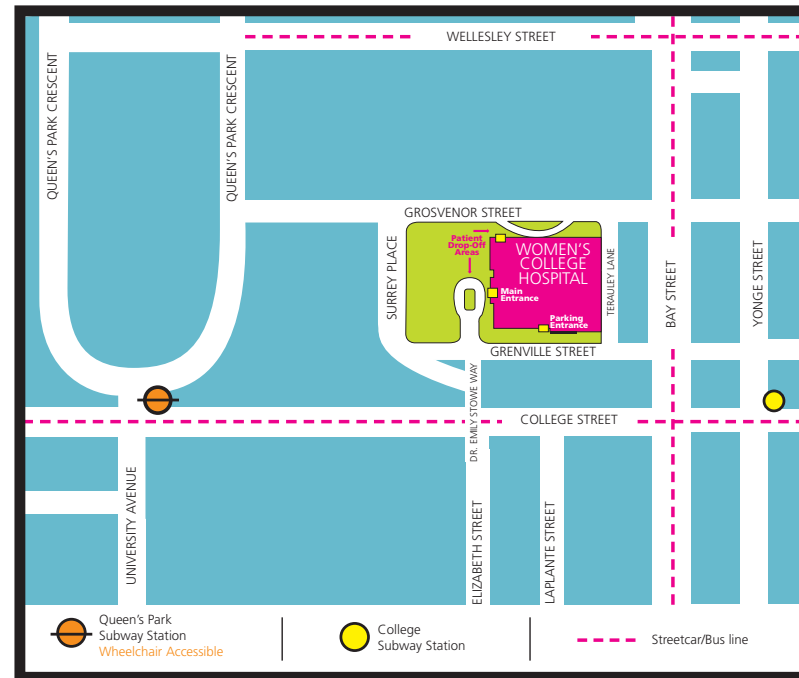 WELLESLEY STREET
QUEEN'S PARK CRESCENT
QUEEN'S PARK CRESCENT
GROSVENOR STREET
Patient
Drop-Off
Areas
WOMEN'S
COLLEGE
HOSPITAL
Main
Entrance
Parking
Entrance
SURREY PLACE
TERAULEY LANE
BAY STREET
YONGE STREET
GRENVILLE STREET
DR. EMILY STOWE WAY
COLLEGE STREET
UNIVERSITY AVENUE
ELIZABETH STREET
LAPLANTE STREET
Queen's Park
Subway Station
Wheelchair Accessible
College
Subway Station
Streetcar/Bus line